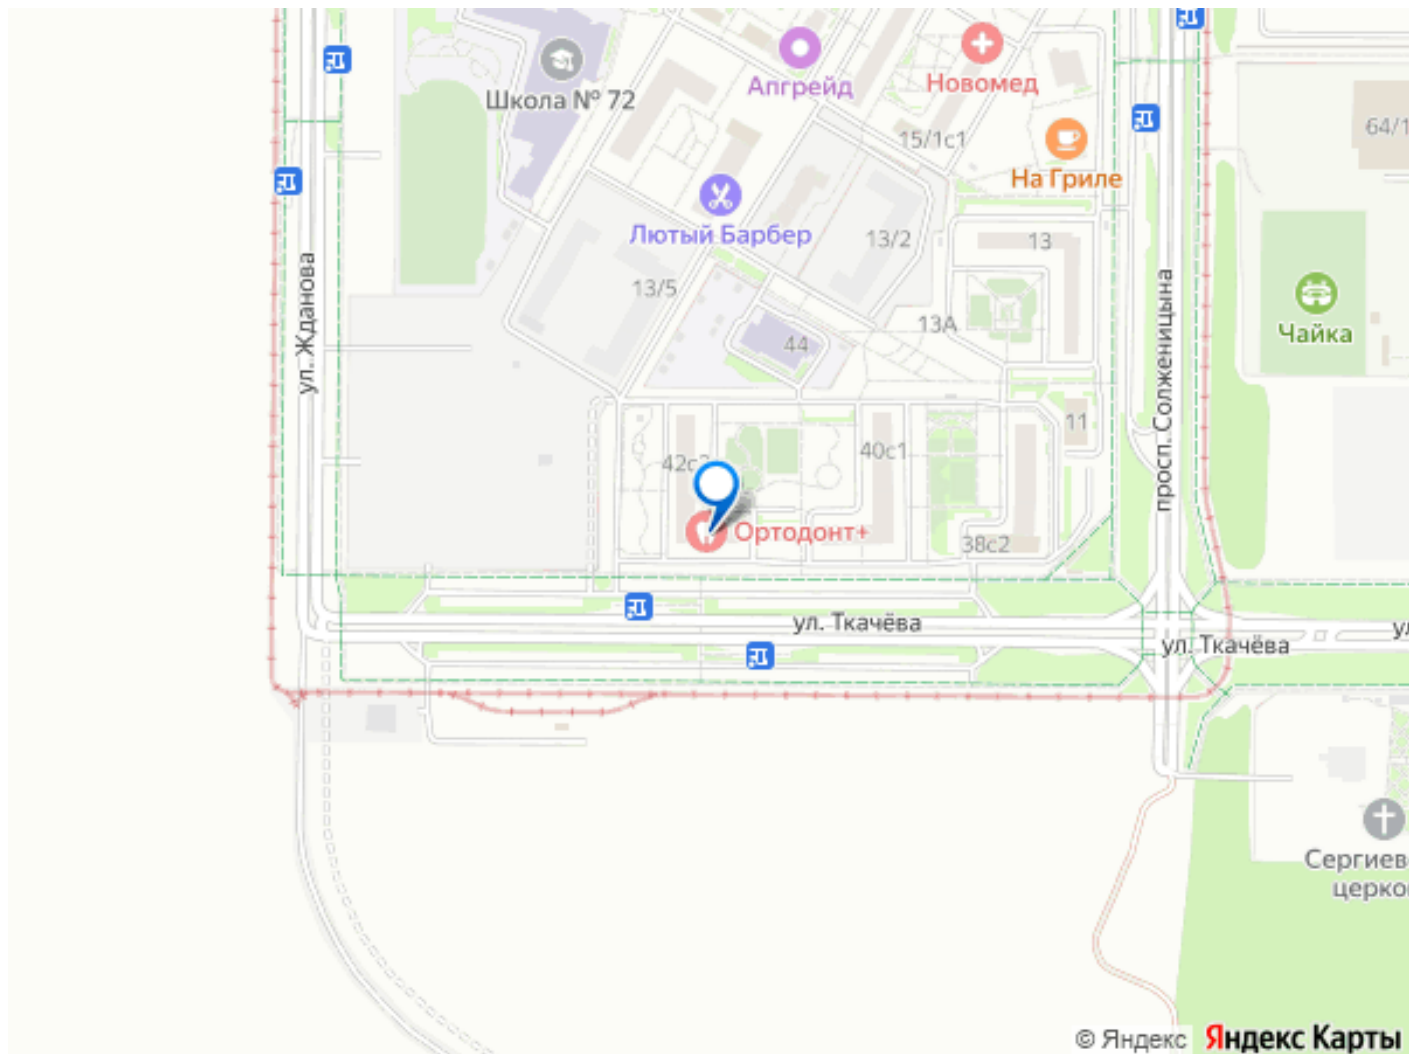 Школа № 72
Апгрейд
Новомед
15/1с1
64/1
На Гриле
Лютый Барбер
13/2
13
13/5
13А
ул. Жданова
просп. Солженицына
Чайка
44
11
40с1
Ортодонт+
38с2
ул. Ткачёва
ул. Ткачёва
Сергиев
церко
© Яндекс Яндекс Карты